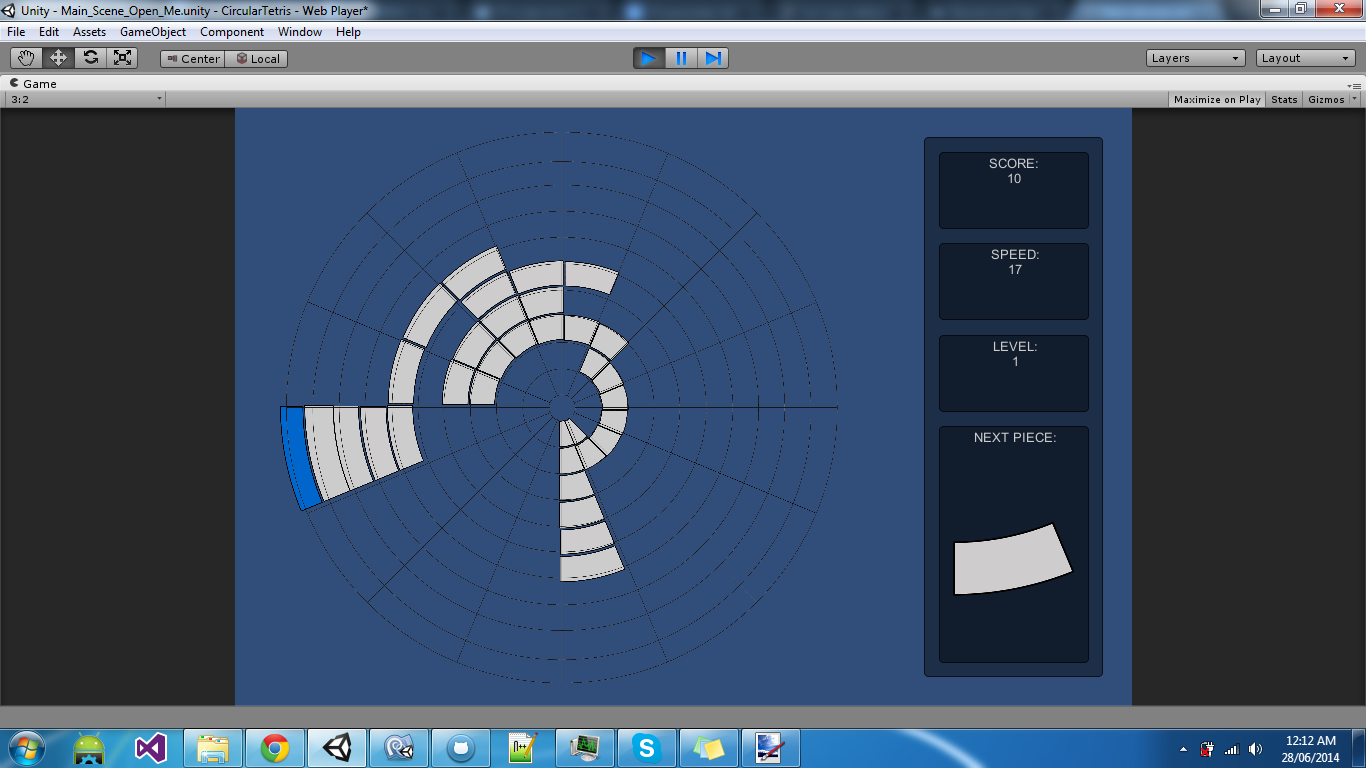 Unity - Main_Scene_Open_Me.unity - CircularTetris - Web Player*
File Edit Assets GameObject Component Window Help
Center Local Layers Layout
Game
3:2 Maximize on Play Stats Gizmos
SCORE:
10
SPEED:
17
LEVEL:
1
NEXT PIECE:
12:12 AM
28/06/2014